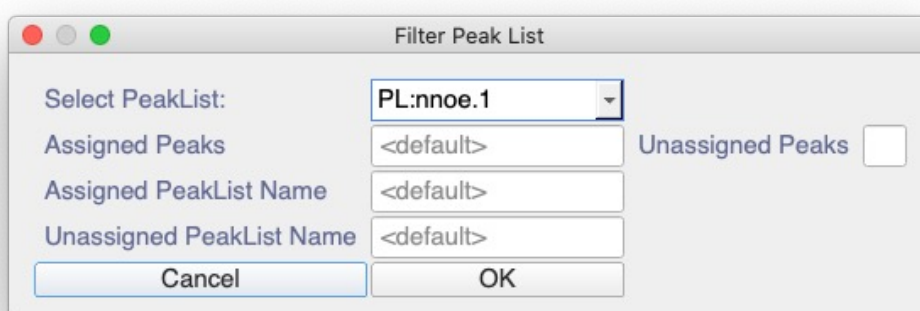 Filter Peak List
Select PeakList: PL:nnoe.1
Assigned Peaks <default> Unassigned Peaks
Assigned PeakList Name <default>
Unassigned PeakList Name <default>
Cancel OK